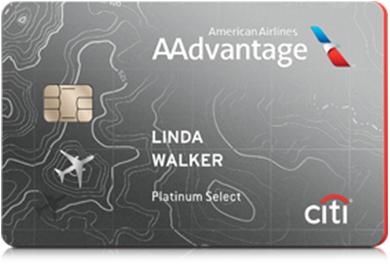 American Airlines
AAdvantage
LINDA
WALKER
Platinum Select
citi